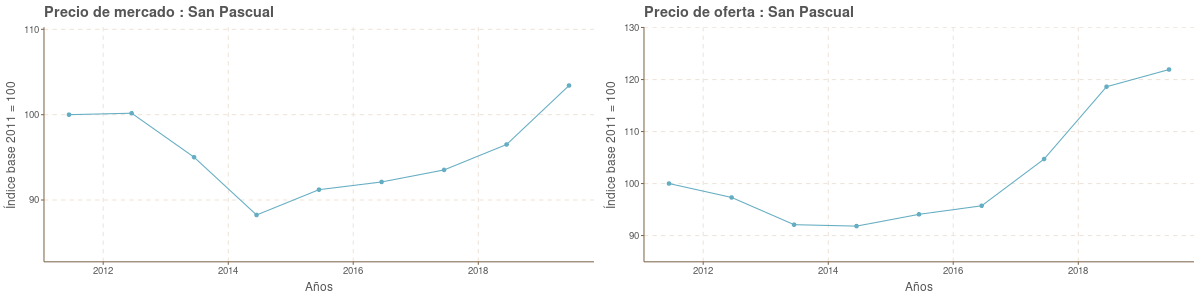 Precio de mercado : San Pascual
110
100
90
Índice base 2011 = 100
2012 2014 2016 2018
Años
Precio de oferta : San Pascual
130
120
110
100
90
Índice base 2011 = 100
2012 2014 2016 2018
Años